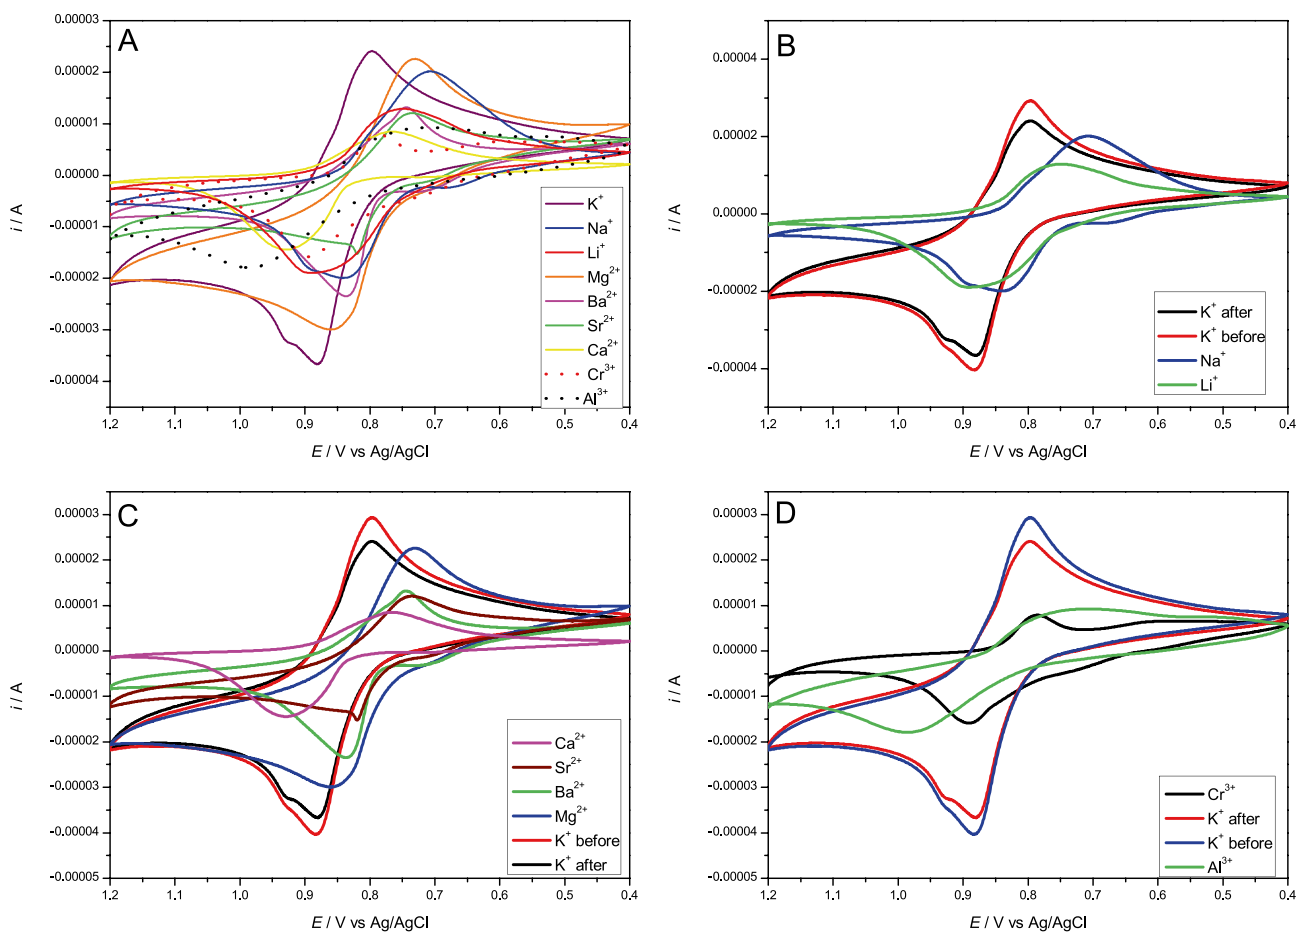 A
0.00003
0.00002
0.00001
0.00000
-0.00001
-0.00002
-0.00003
-0.00004
i / A
1.2 1.1 1.0 0.9 0.8 0.7 0.6 0.5 0.4
E / V vs Ag/AgCl
K⁺
Na⁺
Li⁺
Mg²⁺
Ba²⁺
Sr²⁺
Ca²⁺
Cr³⁺
Al³⁺
B
0.00004
0.00002
0.00000
-0.00002
-0.00004
i / A
1.2 1.1 1.0 0.9 0.8 0.7 0.6 0.5 0.4
E / V vs Ag/AgCl
K⁺ after
K⁺ before
Na⁺
Li⁺
C
0.00003
0.00002
0.00001
0.00000
-0.00001
-0.00002
-0.00003
-0.00004
-0.00005
i / A
1.2 1.1 1.0 0.9 0.8 0.7 0.6 0.5 0.4
E / V vs Ag/AgCl
Ca²⁺
Sr²⁺
Ba²⁺
Mg²⁺
K⁺ before
K⁺ after
D
0.00003
0.00002
0.00001
0.00000
-0.00001
-0.00002
-0.00003
-0.00004
-0.00005
i / A
1.2 1.1 1.0 0.9 0.8 0.7 0.6 0.5 0.4
E / V vs Ag/AgCl
Cr³⁺
K⁺ after
K⁺ before
Al³⁺